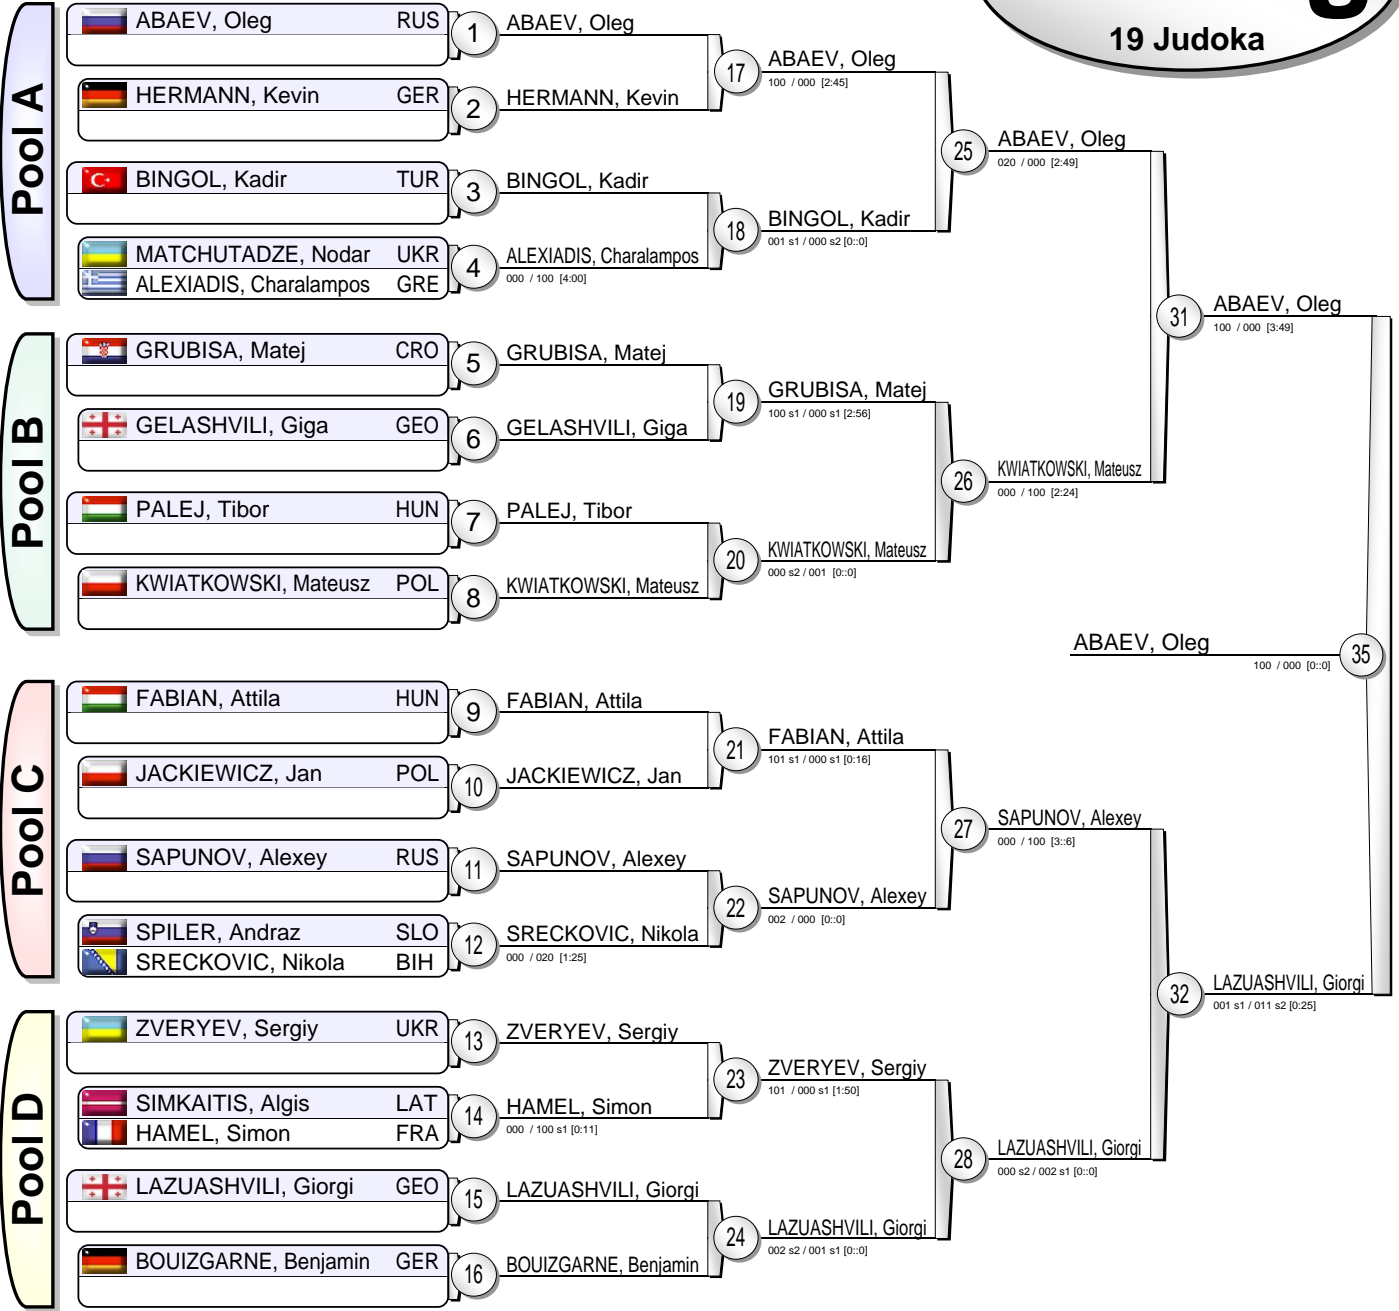 19 Judoka
Pool A
ABAEV, Oleg RUS
1
HERMANN, Kevin GER
2
BINGOL, Kadir TUR
3
MATCHUTADZE, Nodar UKR
ALEXIADIS, Charalampos GRE
4
Pool B
GRUBISA, Matej CRO
5
GELASHVILI, Giga GEO
6
PALEJ, Tibor HUN
7
KWIATKOWSKI, Mateusz POL
8
Pool C
FABIAN, Attila HUN
9
JACKIEWICZ, Jan POL
10
SAPUNOV, Alexey RUS
11
SPILER, Andraz SLO
SRECKOVIC, Nikola BIH
12
Pool D
ZVERYEV, Sergiy UKR
13
SIMKAITIS, Algis LAT
HAMEL, Simon FRA
14
LAZUASHVILI, Giorgi GEO
15
BOUIZGARNE, Benjamin GER
16
ABAEV, Oleg
HERMANN, Kevin
17
BINGOL, Kadir
ALEXIADIS, Charalampos
000 / 100 [4:00]
18
GRUBISA, Matej
GELASHVILI, Giga
19
PALEJ, Tibor
KWIATKOWSKI, Mateusz
20
FABIAN, Attila
JACKIEWICZ, Jan
21
SAPUNOV, Alexey
SRECKOVIC, Nikola
000 / 020 [1:25]
22
ZVERYEV, Sergiy
HAMEL, Simon
000 / 100 s1 [0:11]
23
LAZUASHVILI, Giorgi
BOUIZGARNE, Benjamin
24
ABAEV, Oleg
100 / 000 [2:45]
BINGOL, Kadir
001 s1 / 000 s2 [0::0]
25
GRUBISA, Matej
100 s1 / 000 s1 [2:56]
KWIATKOWSKI, Mateusz
000 s2 / 001 [0::0]
26
FABIAN, Attila
101 s1 / 000 s1 [0:16]
SAPUNOV, Alexey
002 / 000 [0::0]
27
ZVERYEV, Sergiy
101 / 000 s1 [1:50]
LAZUASHVILI, Giorgi
002 s2 / 001 s1 [0::0]
28
ABAEV, Oleg
020 / 000 [2:49]
KWIATKOWSKI, Mateusz
000 / 100 [2:24]
31
SAPUNOV, Alexey
000 / 100 [3::6]
LAZUASHVILI, Giorgi
000 s2 / 002 s1 [0::0]
32
ABAEV, Oleg
100 / 000 [3:49]
LAZUASHVILI, Giorgi
001 s1 / 011 s2 [0:25]
ABAEV, Oleg
100 / 000 [0::0]
35